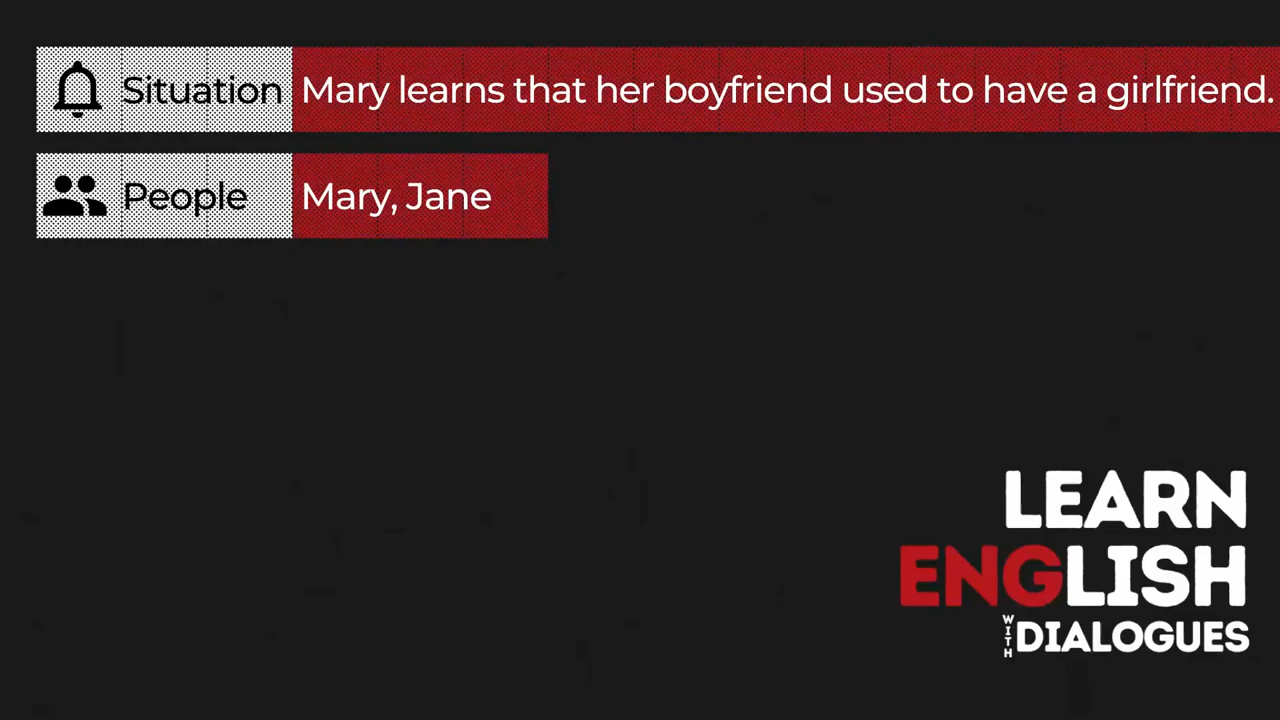 Situation Mary learns that her boyfriend used to have a girlfriend.
People Mary, Jane
LEARN
ENGLISH
WITH DIALOGUES